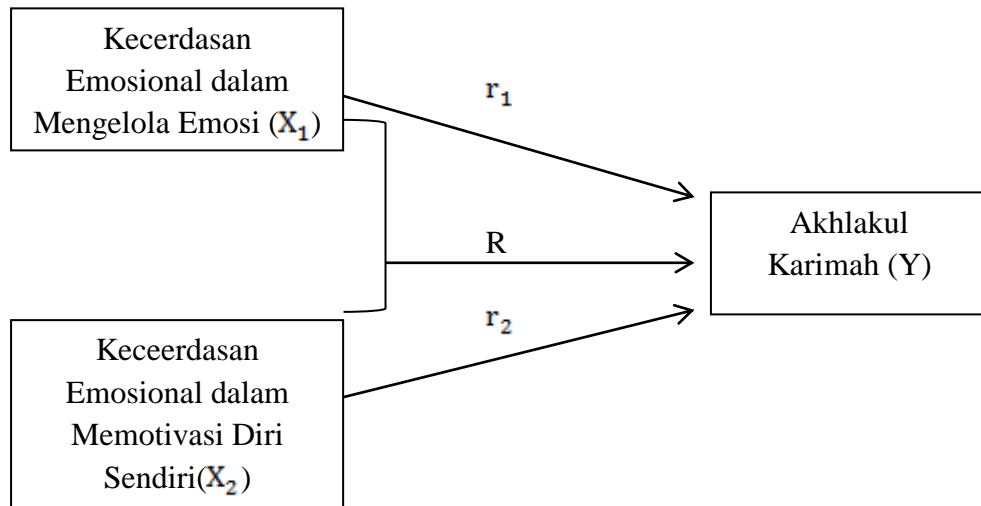 Kecerdasan
Emosional dalam
Mengelola Emosi (X₁)
r₁
R
Akhlakul
Karimah (Y)
r₂
Keceerdasan
Emosional dalam
Memotivasi Diri
Sendiri(X₂)